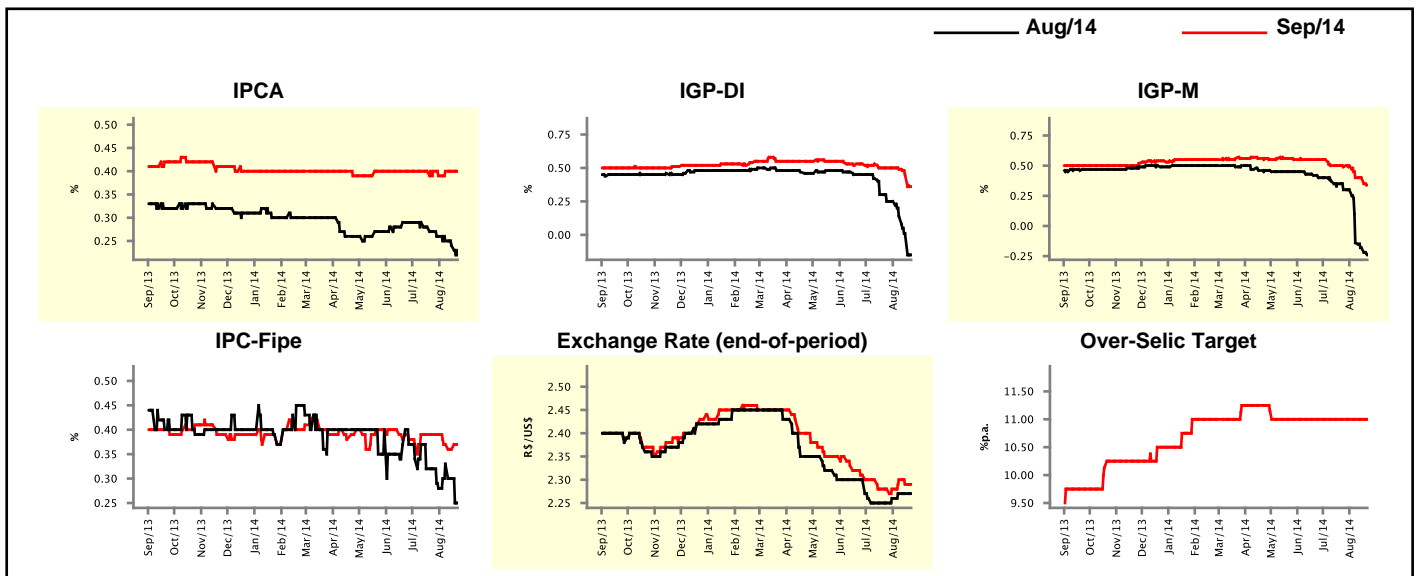 Aug/14 Sep/14
IPCA
%
0.50
0.45
0.40
0.35
0.30
0.25
Sep/13 Oct/13 Nov/13 Dec/13 Jan/14 Feb/14 Mar/14 Apr/14 May/14 Jun/14 Jul/14 Aug/14
IGP-DI
%
0.75
0.50
0.25
0.00
Sep/13 Oct/13 Nov/13 Dec/13 Jan/14 Feb/14 Mar/14 Apr/14 May/14 Jun/14 Jul/14 Aug/14
IGP-M
%
0.75
0.50
0.25
0.00
−0.25
Sep/13 Oct/13 Nov/13 Dec/13 Jan/14 Feb/14 Mar/14 Apr/14 May/14 Jun/14 Jul/14 Aug/14
IPC-Fipe
%
0.50
0.45
0.40
0.35
0.30
0.25
Sep/13 Oct/13 Nov/13 Dec/13 Jan/14 Feb/14 Mar/14 Apr/14 May/14 Jun/14 Jul/14 Aug/14
Exchange Rate (end-of-period)
R$/US$
2.50
2.45
2.40
2.35
2.30
2.25
Sep/13 Oct/13 Nov/13 Dec/13 Jan/14 Feb/14 Mar/14 Apr/14 May/14 Jun/14 Jul/14 Aug/14
Over-Selic Target
%p.a.
11.50
11.00
10.50
10.00
9.50
Sep/13 Oct/13 Nov/13 Dec/13 Jan/14 Feb/14 Mar/14 Apr/14 May/14 Jun/14 Jul/14 Aug/14